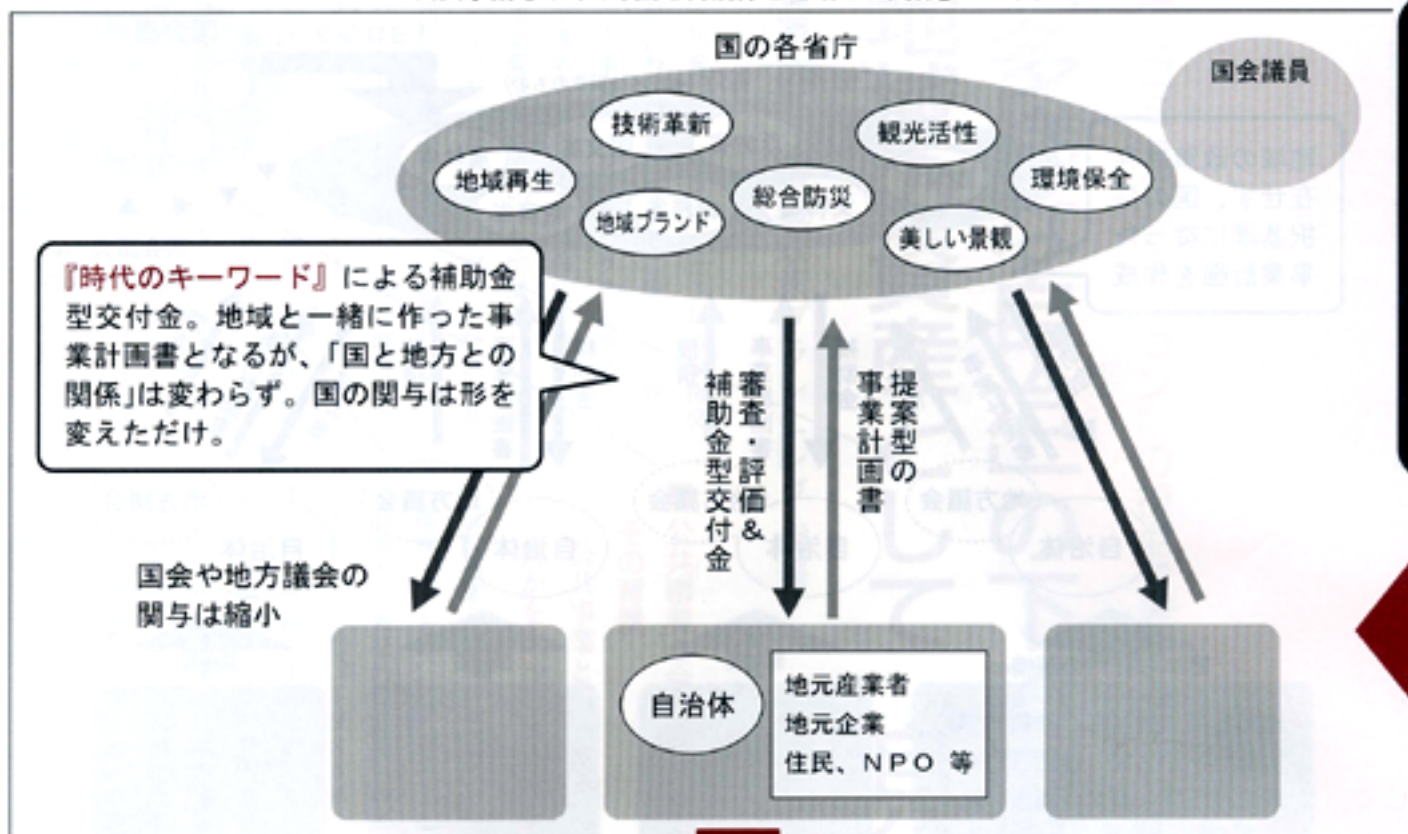 国の各省庁
国会議員
技術革新
観光活性
地域再生
総合防災
環境保全
地域ブランド
美しい景観
『時代のキーワード』による補助金
型交付金。地域と一緒に作った事
業計画書となるが、「国と地方との
関係」は変わらず。国の関与は形を
変えただけ。
提案型の
事業計画書
審査・評価&
補助金型交付金
国会や地方議会の
関与は縮小
自治体
地元産業者
地元企業
住民、NPO 等